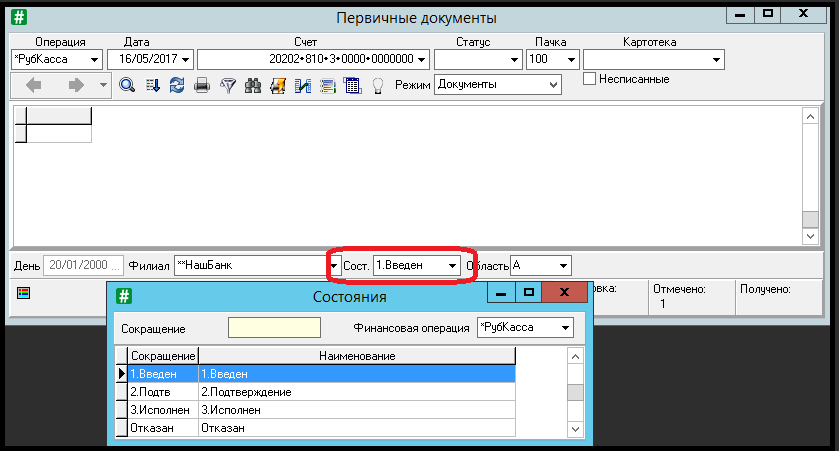 Первичные документы
Операция Дата Счет Статус Пачка Картотека
*РубКасса 16/05/2017 20202•810•3•0000•0000000 100
Режим Документы Несписанные
День 20/01/2000 ... Филиал **НашБанк Сост. 1.Введен Область А
овка: Отмечено: Получено:
1
Состояния
Сокращение Финансовая операция *РубКасса
Сокращение Наименование
1.Введен 1.Введен
2.Подтв 2.Подтверждение
3.Исполнен 3.Исполнен
Отказан Отказан